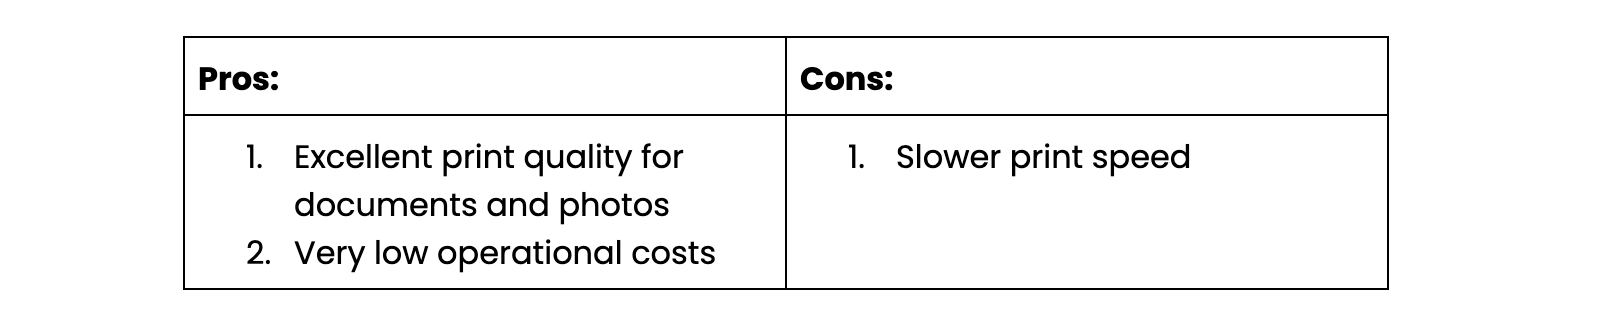 Pros:
Cons:
1. Excellent print quality for
documents and photos
2. Very low operational costs
1. Slower print speed